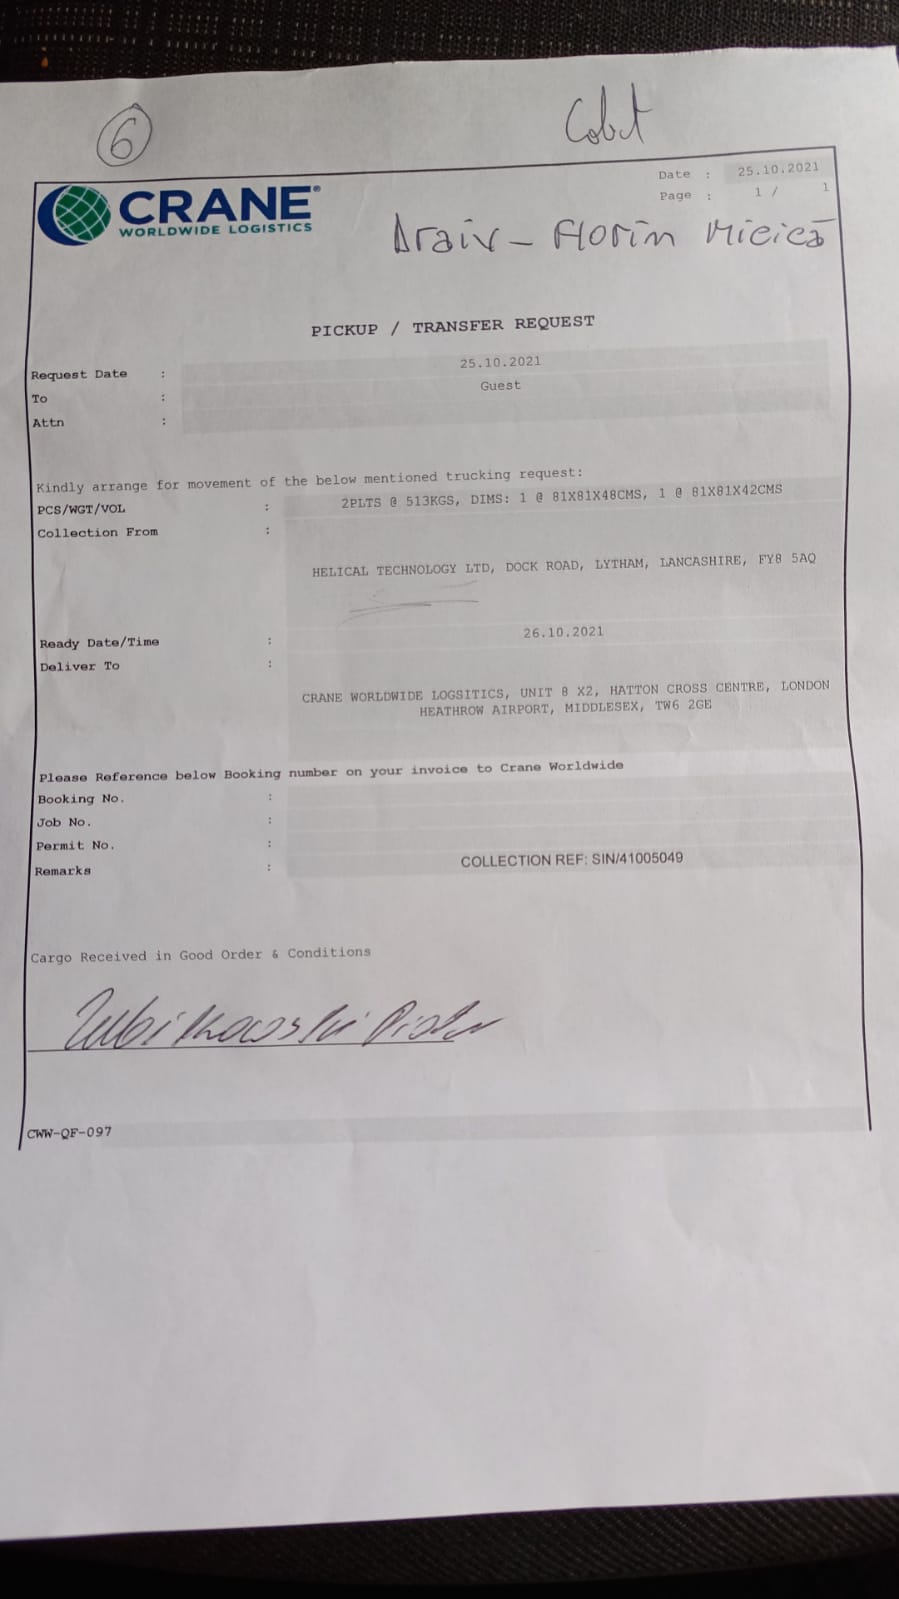 6
CRANE®
WORLDWIDE LOGISTICS
Date : 25.10.2021
Page : 1 / 1
Draiv - Florin Micică
PICKUP / TRANSFER REQUEST
Request Date : 25.10.2021
To : Guest
Attn :
Kindly arrange for movement of the below mentioned trucking request:
PCS/WGT/VOL : 2PLTS @ 513KGS, DIMS: 1 @ 81X81X48CMS, 1 @ 81X81X42CMS
Collection From :
HELICAL TECHNOLOGY LTD, DOCK ROAD, LYTHAM, LANCASHIRE, FY8 5AQ
Ready Date/Time : 26.10.2021
Deliver To :
CRANE WORLDWIDE LOGSITICS, UNIT 8 X2, HATTON CROSS CENTRE, LONDON
HEATHROW AIRPORT, MIDDLESEX, TW6 2GE
Please Reference below Booking number on your invoice to Crane Worldwide
Booking No. :
Job No. :
Permit No. :
Remarks : COLLECTION REF: SIN/41005049
Cargo Received in Good Order & Conditions
CWW-QF-097